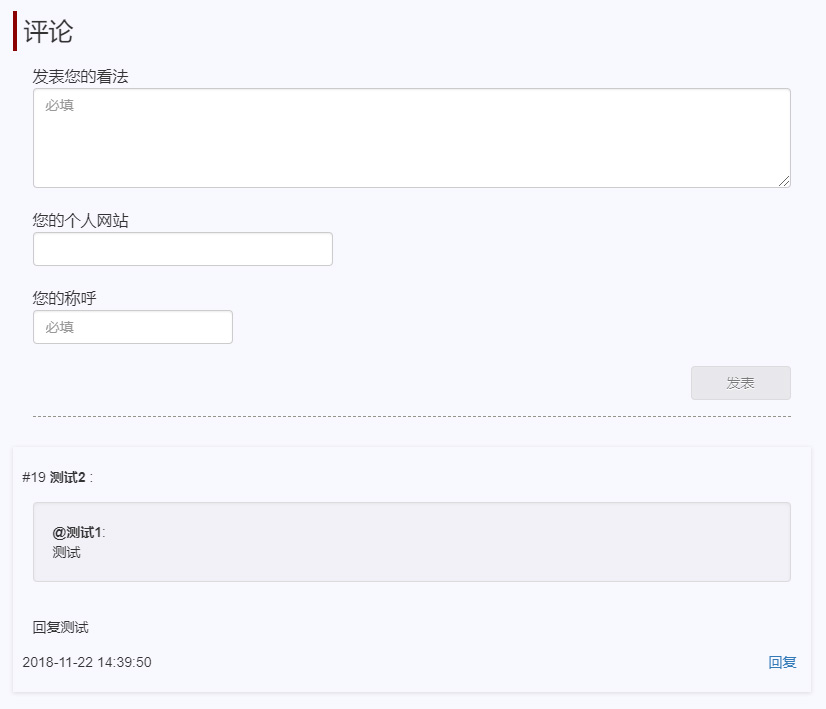 评论
发表您的看法
必填
您的个人网站
您的称呼
必填
发表
#19 测试2 :
@测试1:
测试
回复测试
2018-11-22 14:39:50 回复